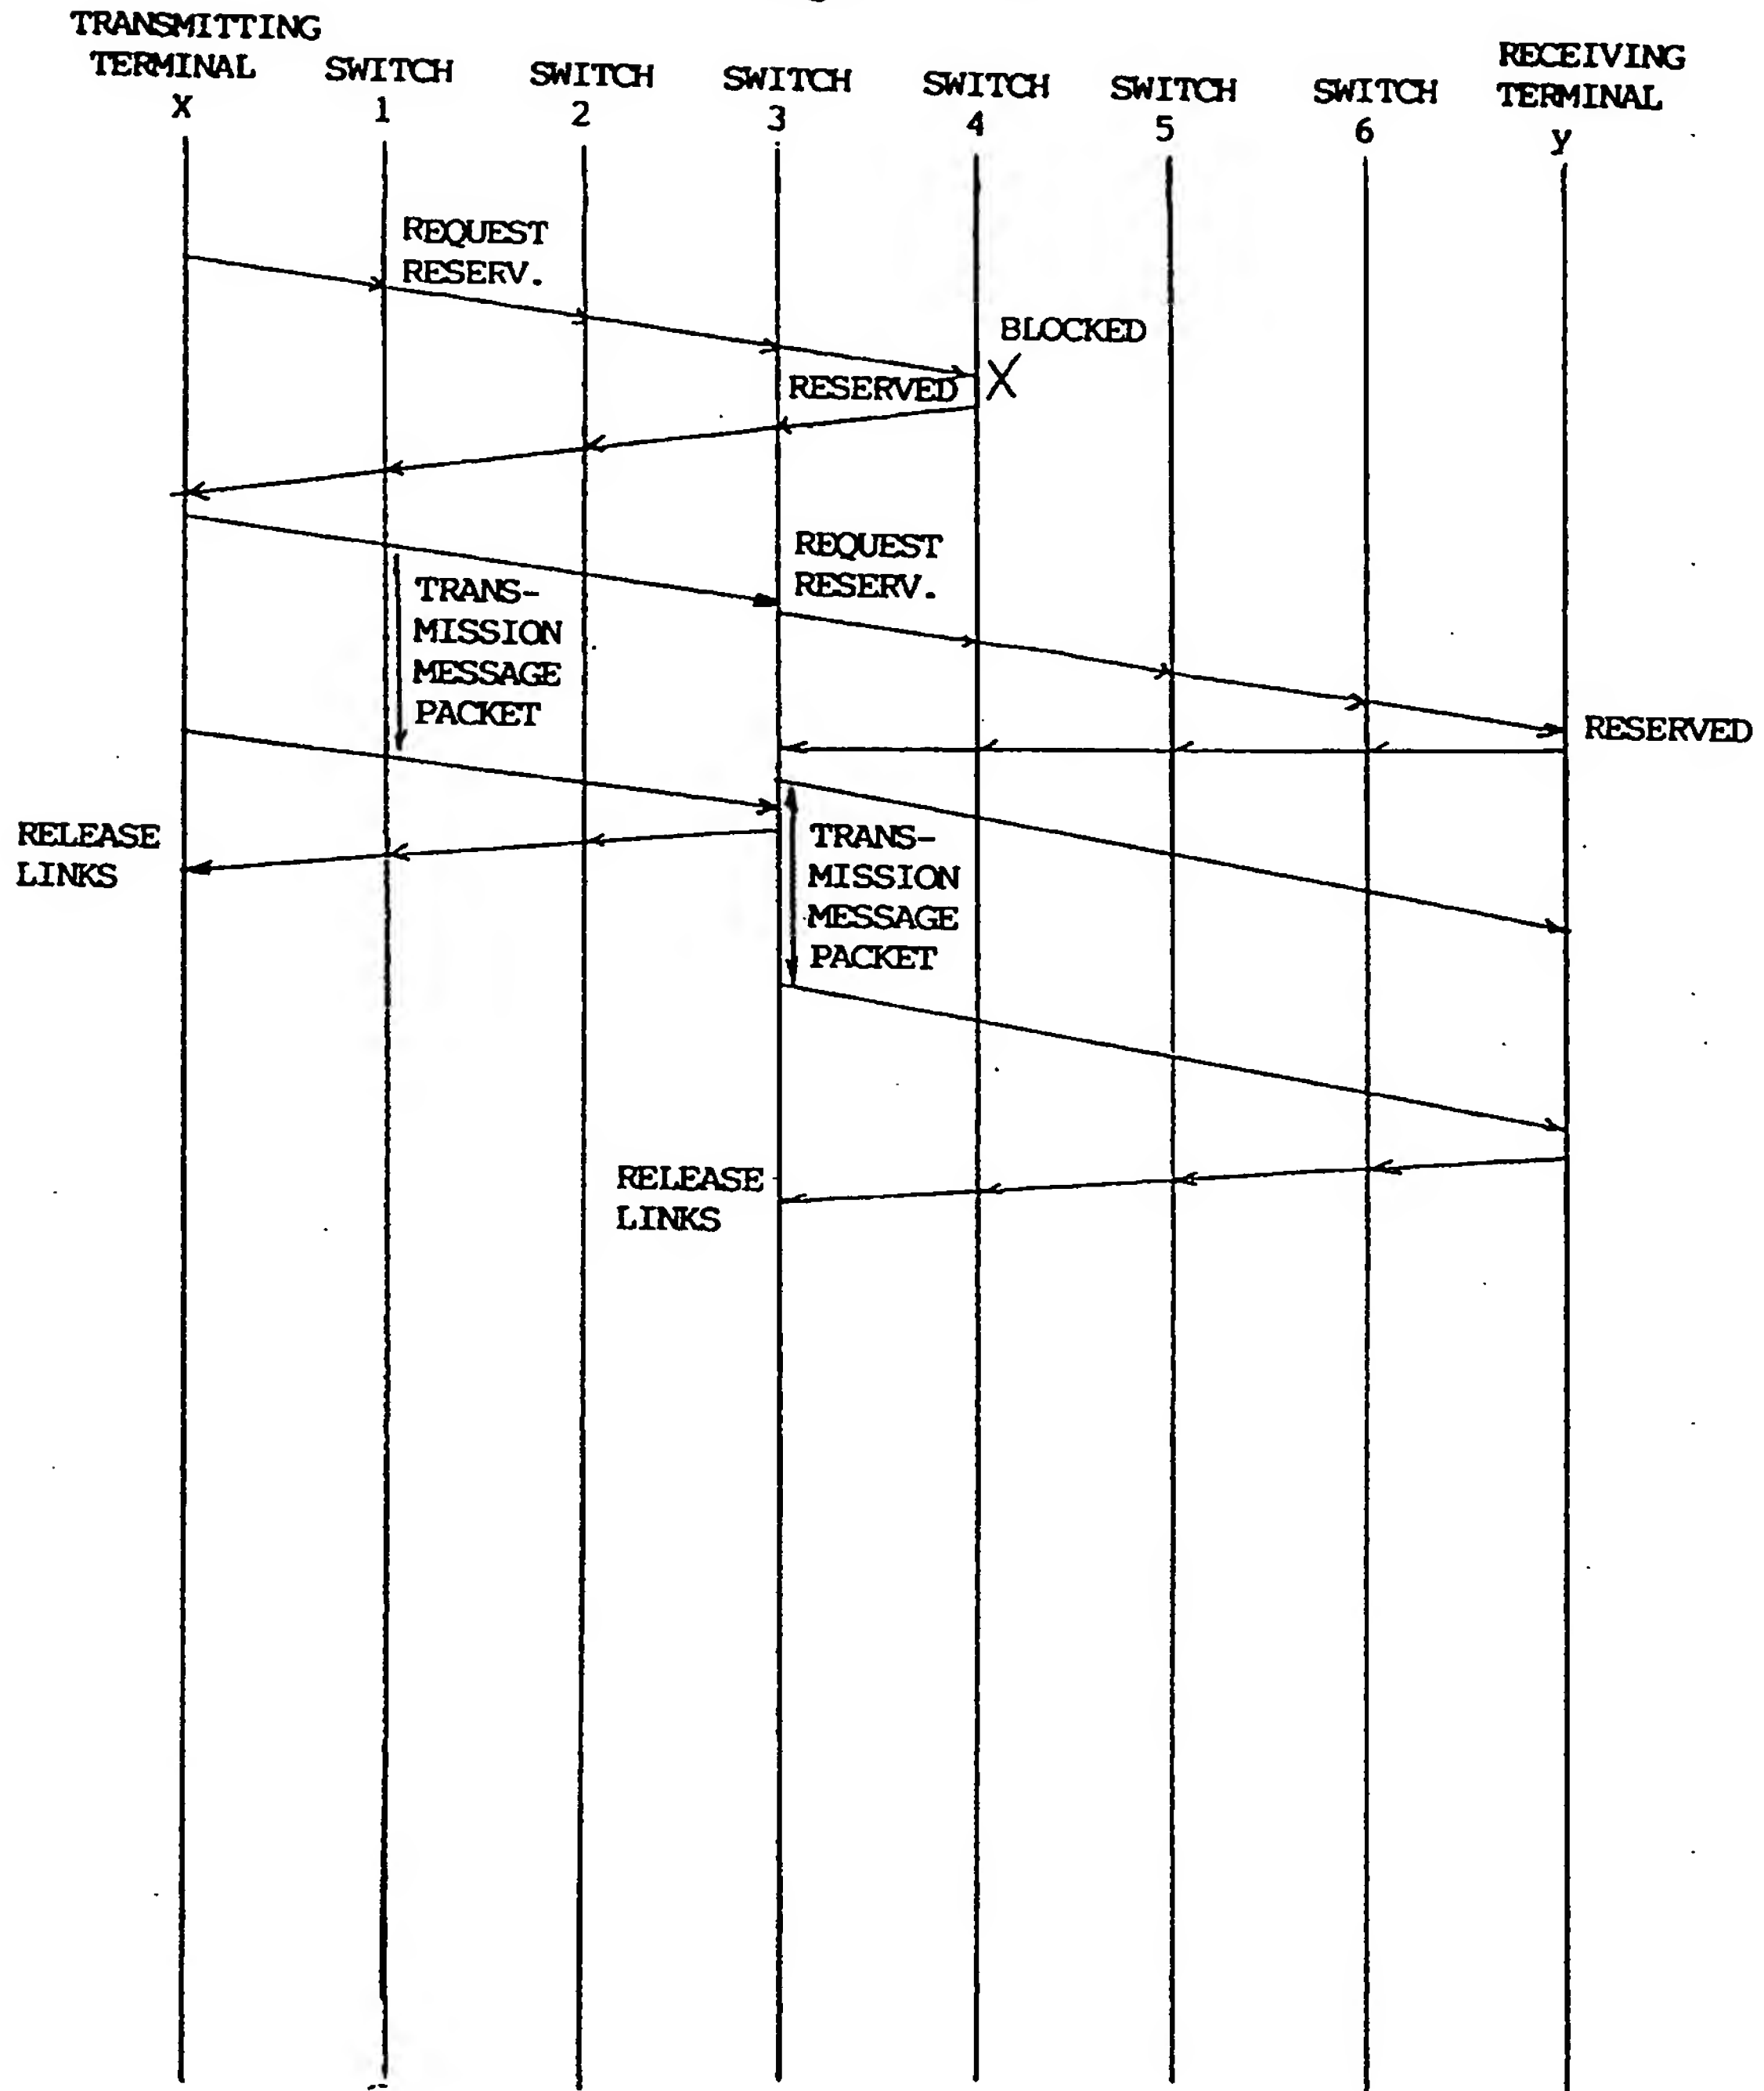 TRANSMITTING
TERMINAL
X
SWITCH
1
SWITCH
2
SWITCH
3
SWITCH
4
SWITCH
5
SWITCH
6
RECEIVING
TERMINAL
y
REQUEST
RESERV.
BLOCKED
X
RESERVED
REQUEST
RESERV.
TRANS-
MISSION
MESSAGE
PACKET
RESERVED
RELEASE
LINKS
TRANS-
MISSION
MESSAGE
PACKET
RELEASE
LINKS